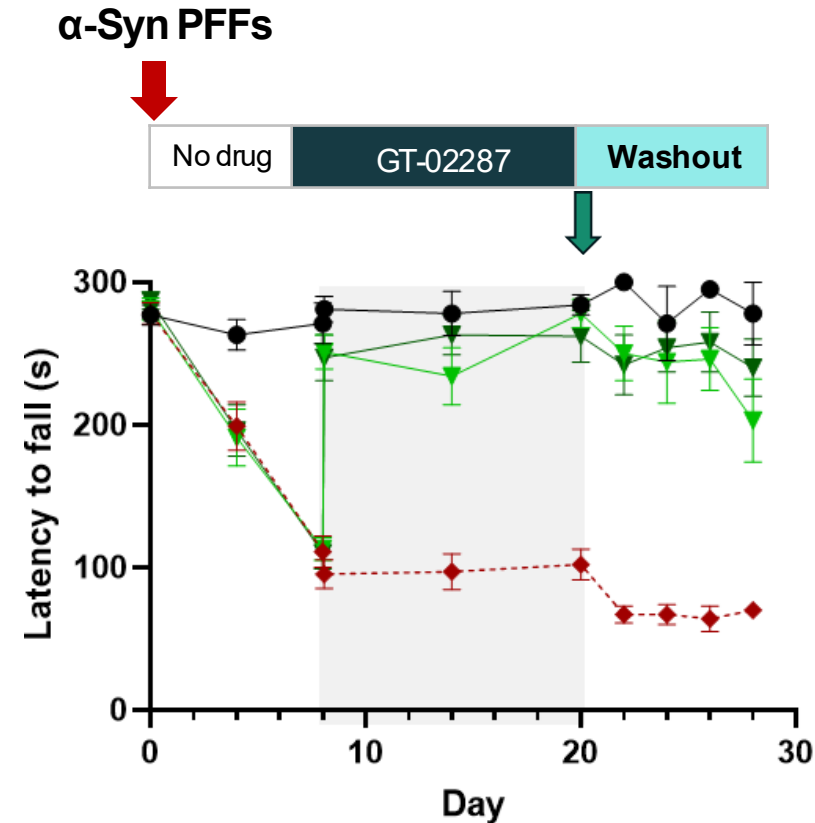 α-Syn PFFs
No drug
GT-02287
Washout
300
200
100
0
Latency to fall (s)
0
10
20
30
Day